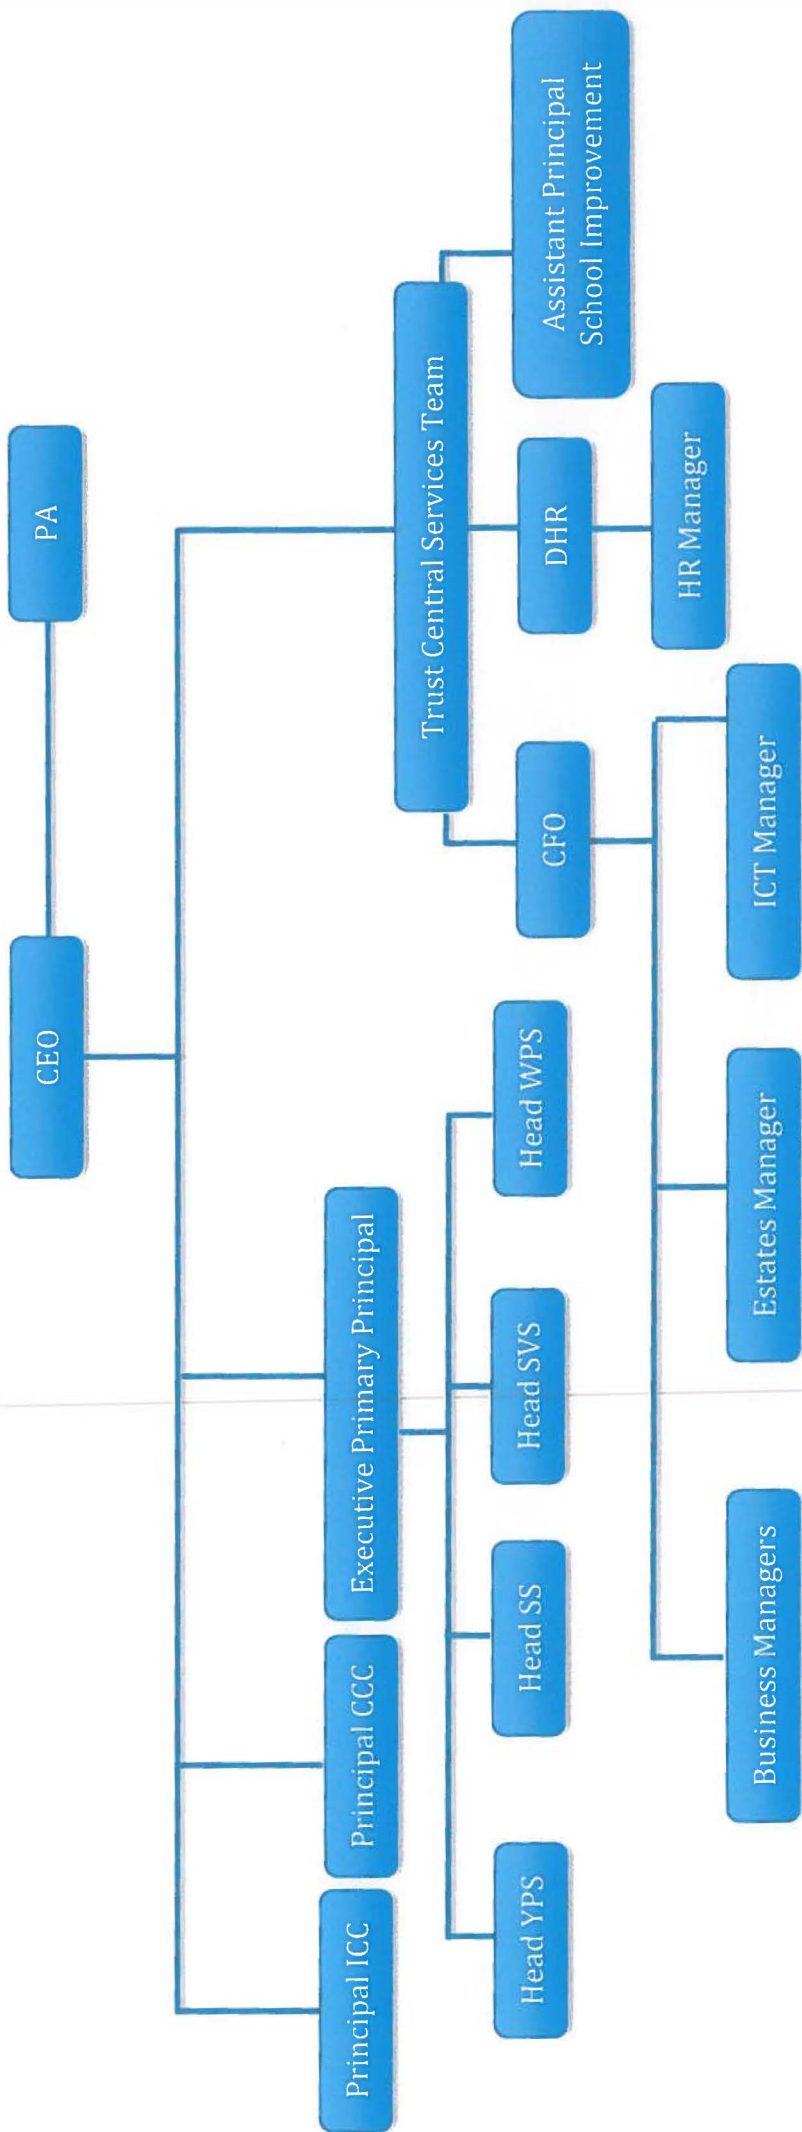 CEO
PA
Principal ICC
Principal CCC
Executive Primary Principal
Trust Central Services Team
Head YPS
Head SS
Head SVS
Head WPS
CFO
DHR
Assistant Principal
School Improvement
HR Manager
Business Managers
Estates Manager
ICT Manager